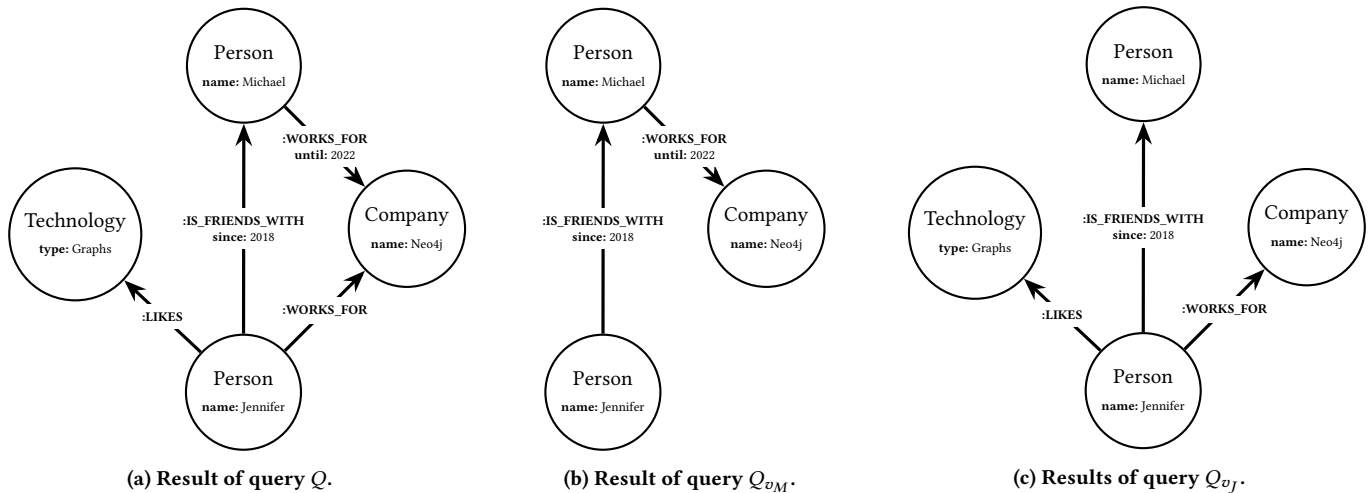 Person
name: Michael
:WORKS_FOR
until: 2022
Technology
type: Graphs
:IS_FRIENDS_WITH
since: 2018
Company
name: Neo4j
:LIKES
:WORKS_FOR
Person
name: Jennifer
(a) Result of query Q.
Person
name: Michael
:WORKS_FOR
until: 2022
:IS_FRIENDS_WITH
since: 2018
Company
name: Neo4j
Person
name: Jennifer
(b) Result of query Q_{v_M}.
Person
name: Michael
Technology
type: Graphs
:IS_FRIENDS_WITH
since: 2018
Company
name: Neo4j
:LIKES
:WORKS_FOR
Person
name: Jennifer
(c) Results of query Q_{v_J}.